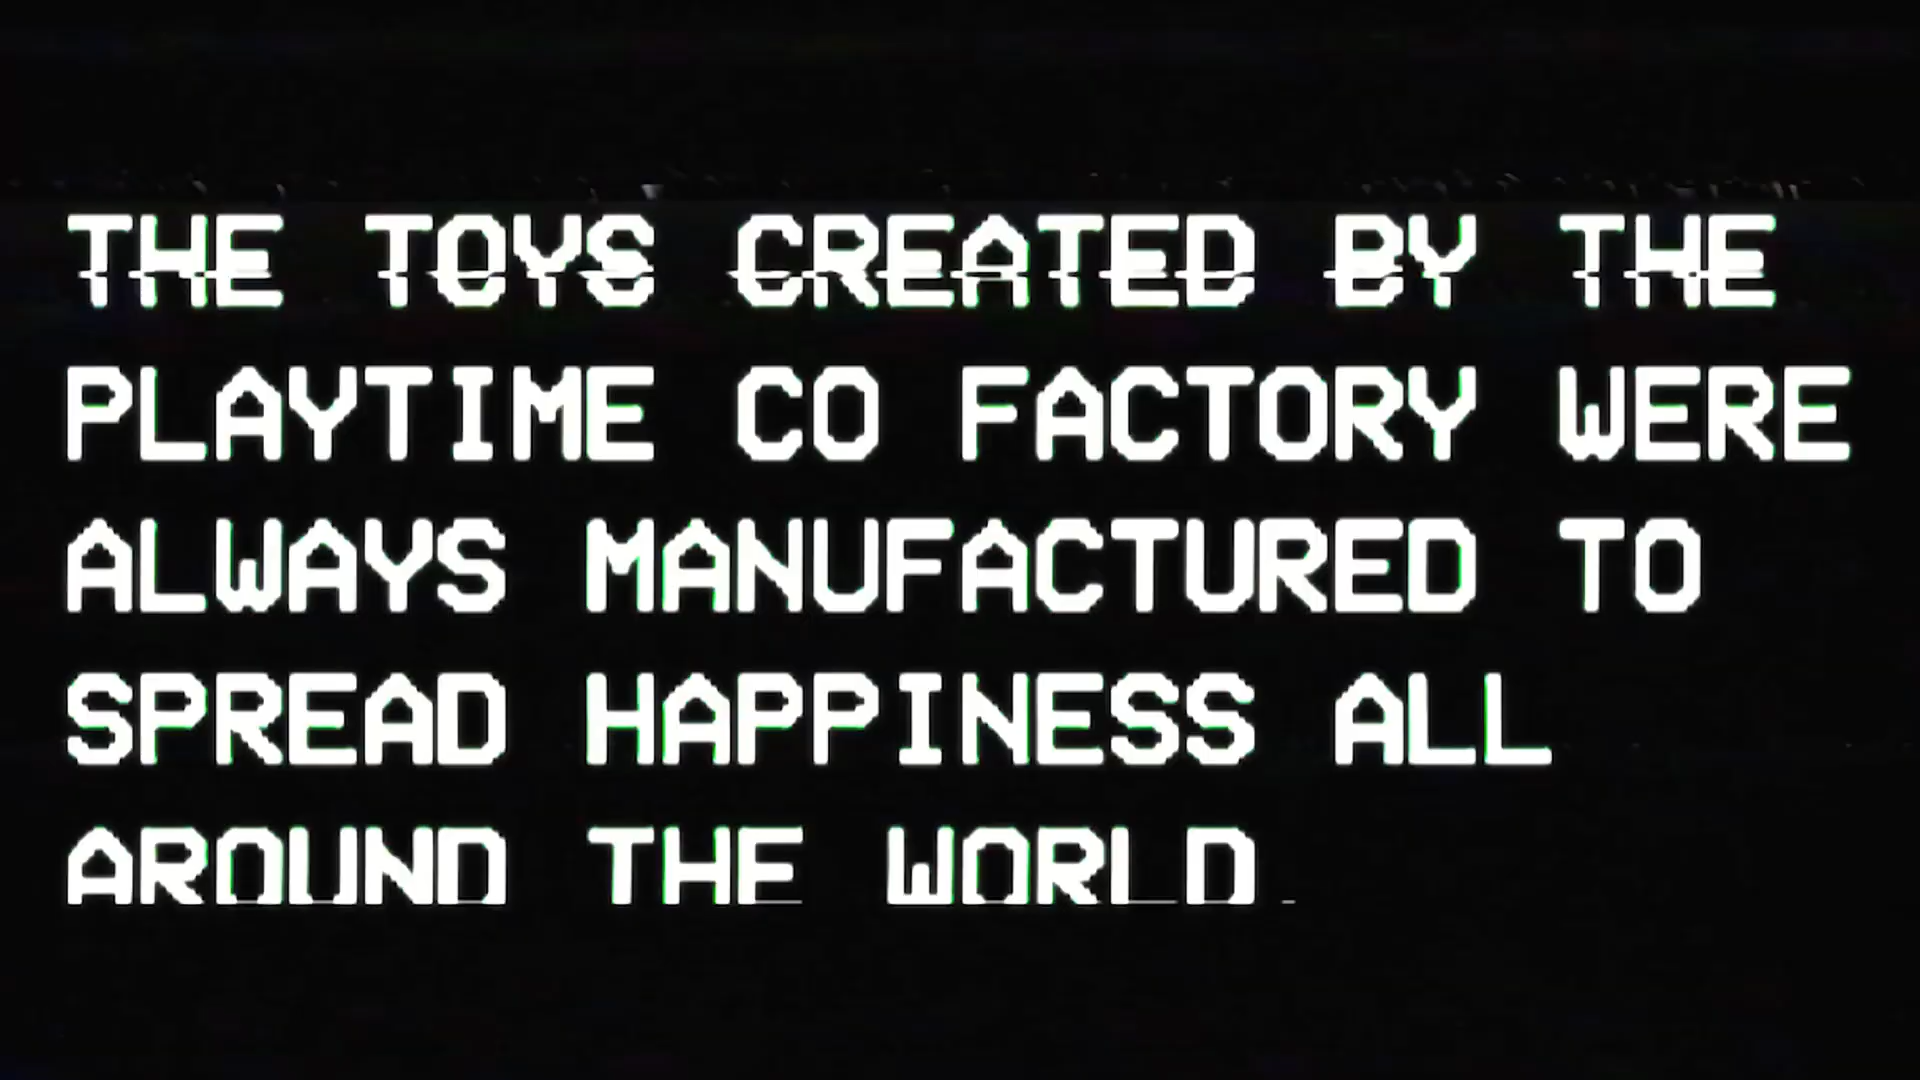 THE TOYS CREATED BY THE
PLAYTIME CO FACTORY WERE
ALWAYS MANUFACTURED TO
SPREAD HAPPINESS ALL
AROUND THE WORLD.